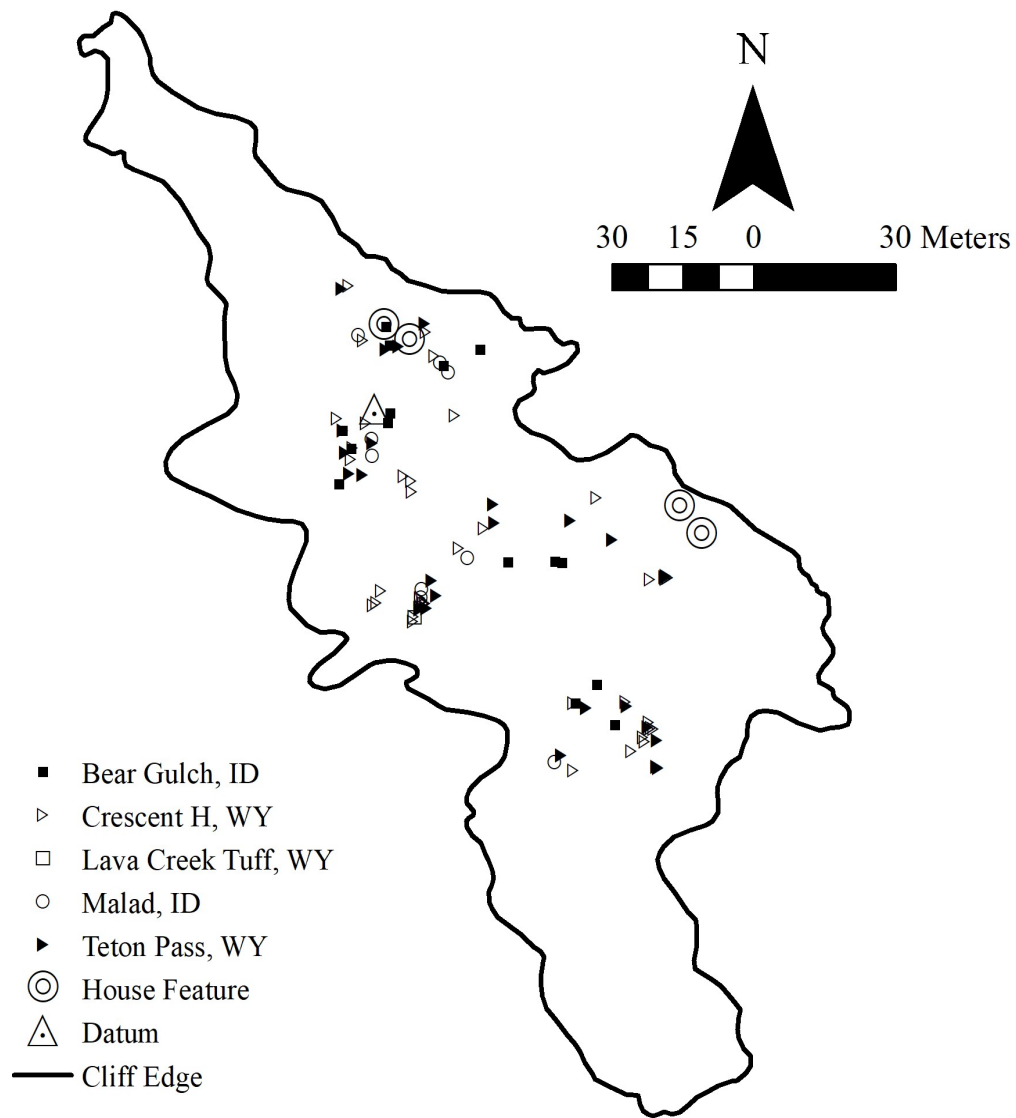 N
30 15 0 30 Meters
Bear Gulch, ID
Crescent H, WY
Lava Creek Tuff, WY
Malad, ID
Teton Pass, WY
House Feature
Datum
Cliff Edge